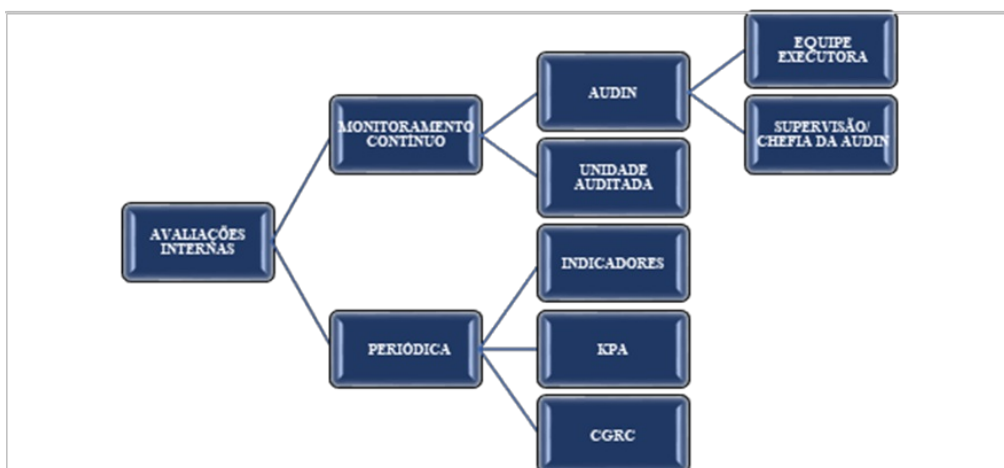 AVALIAÇÕES
INTERNAS
MONITORAMENTO
CONTÍNUO
AUDIN
EQUIPE
EXECUTORA
SUPERVISÃO/
CHEFIA DA AUDIN
UNIDADE
AUDITADA
PERIÓDICA
INDICADORES
KPA
CGRC